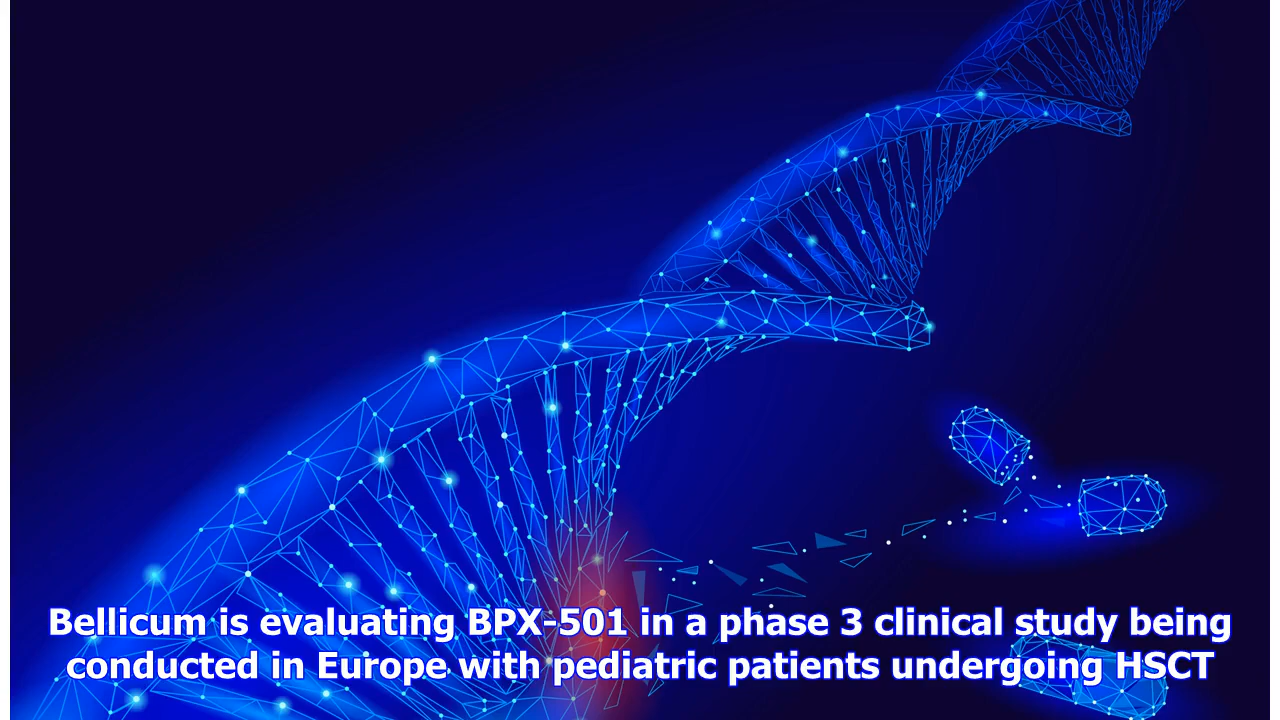 Bellicum is evaluating BPX-501 in a phase 3 clinical study being
conducted in Europe with pediatric patients undergoing HSCT